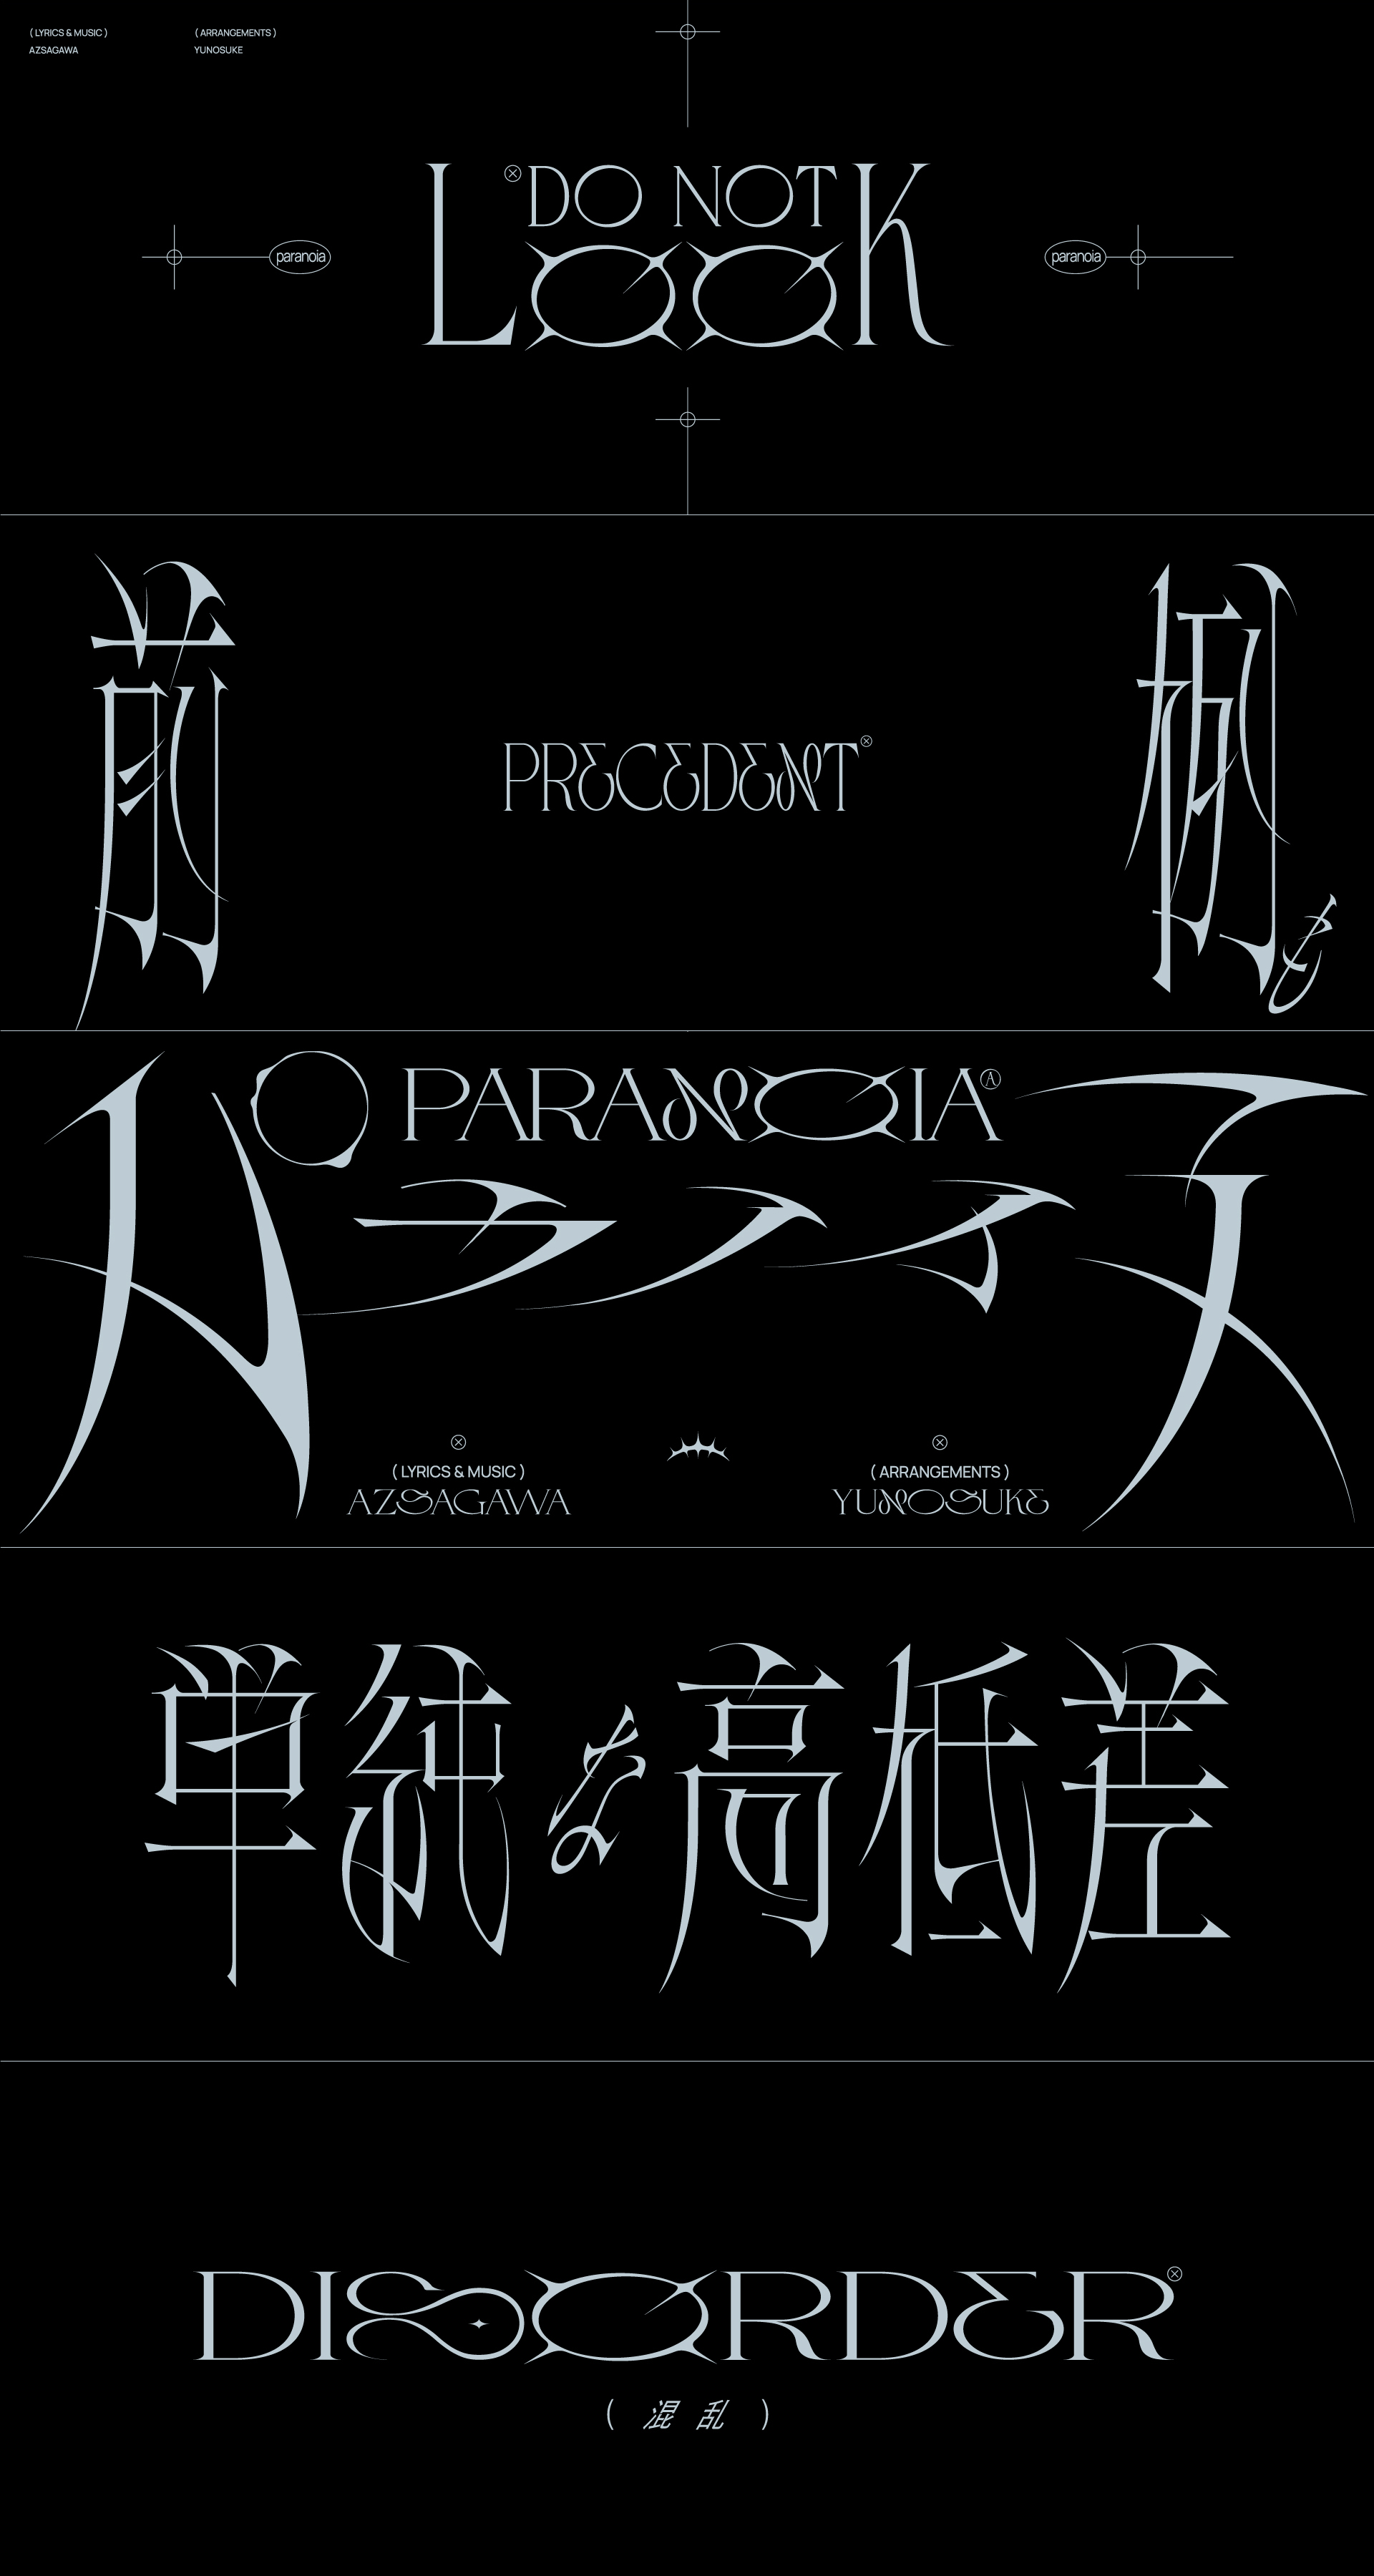 ( LYRICS & MUSIC ) ( ARRANGEMENTS )
AZSAGAWA YUNOSUKE
DO NOT
LOOK
paranoia paranoia
前例も
PRECEDENT
PARANOIA
パラノイア
( LYRICS & MUSIC ) ( ARRANGEMENTS )
AZSAGAWA YUNOSUKE
単純な高低差
DISORDER
( 混乱 )